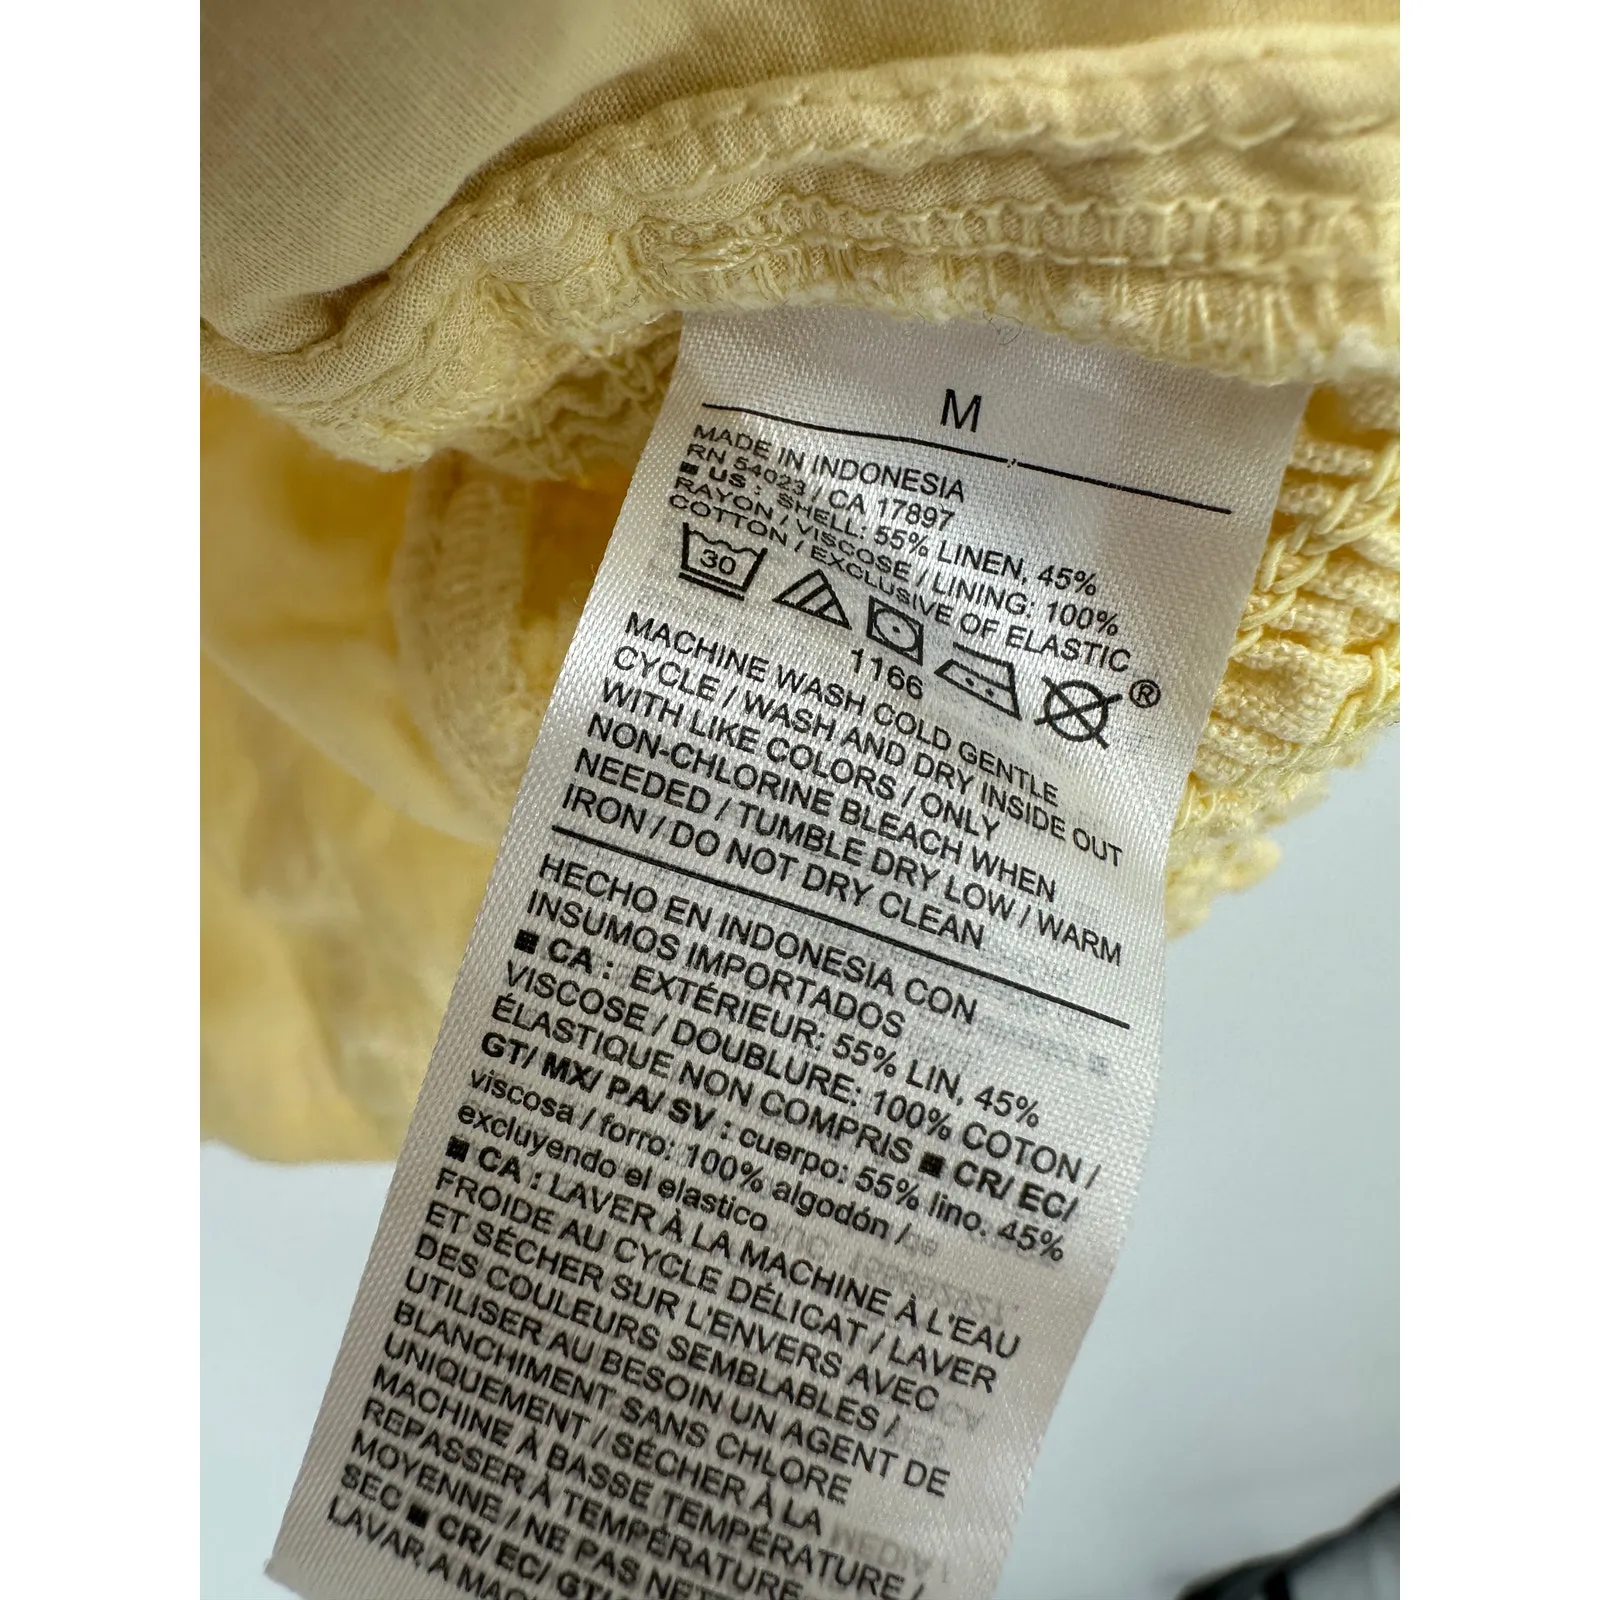 M
MADE IN INDONESIA
RN 54023 / CA 17897
■ US : SHELL: 55% LINEN, 45%
RAYON / VISCOSE / LINING: 100%
COTTON / EXCLUSIVE OF ELASTIC
30
®
1166
MACHINE WASH COLD GENTLE
CYCLE / WASH AND DRY INSIDE OUT
WITH LIKE COLORS / ONLY
NON-CHLORINE BLEACH WHEN
NEEDED / TUMBLE DRY LOW / WARM
IRON / DO NOT DRY CLEAN
HECHO EN INDONESIA CON
INSUMOS IMPORTADOS
■ CA : EXTÉRIEUR: 55% LIN, 45%
VISCOSE / DOUBLURE: 100% COTON /
ÉLASTIQUE NON COMPRIS ■ CR/ EC/
GT/ MX/ PA/ SV : cuerpo: 55% lino, 45%
viscosa / forro: 100% algodón /
excluyendo el elastico
■ CA : LAVER À LA MACHINE À L'EAU
FROIDE AU CYCLE DÉLICAT / LAVER
ET SÉCHER SUR L'ENVERS AVEC
DES COULEURS SEMBLABLES /
UTILISER AU BESOIN UN AGENT DE
BLANCHIMENT SANS CHLORE
UNIQUEMENT / SÉCHER À LA
MACHINE À BASSE TEMPÉRATURE /
REPASSER À TEMPÉRATURE
MOYENNE / NE PAS NETT
SEC ■ CR/ EC/ GT/
LAVAR A